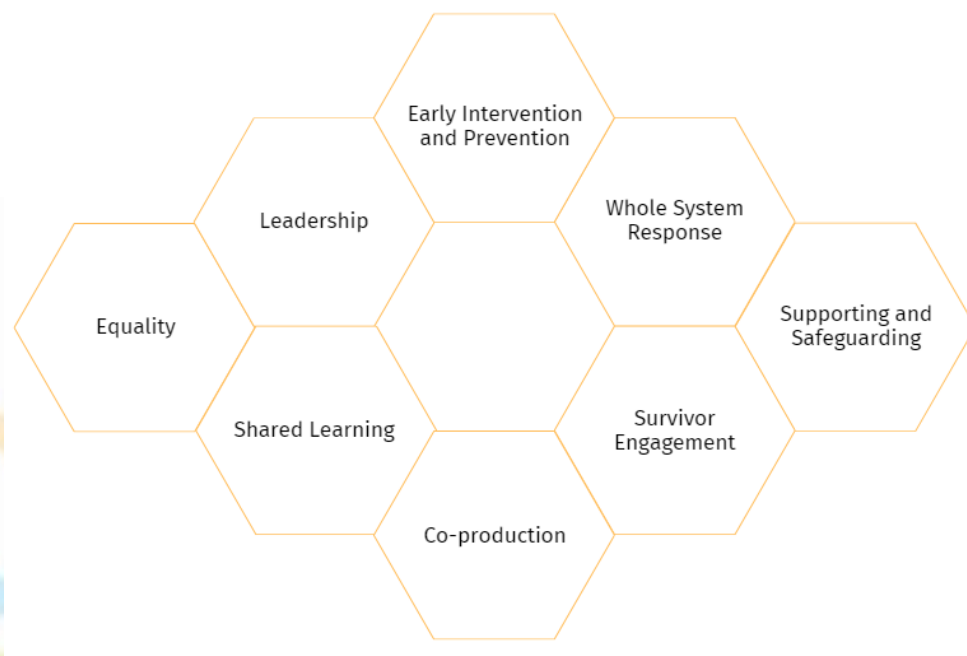 Early Intervention
and Prevention
Leadership
Whole System
Response
Equality
Supporting and
Safeguarding
Shared Learning
Survivor
Engagement
Co-production